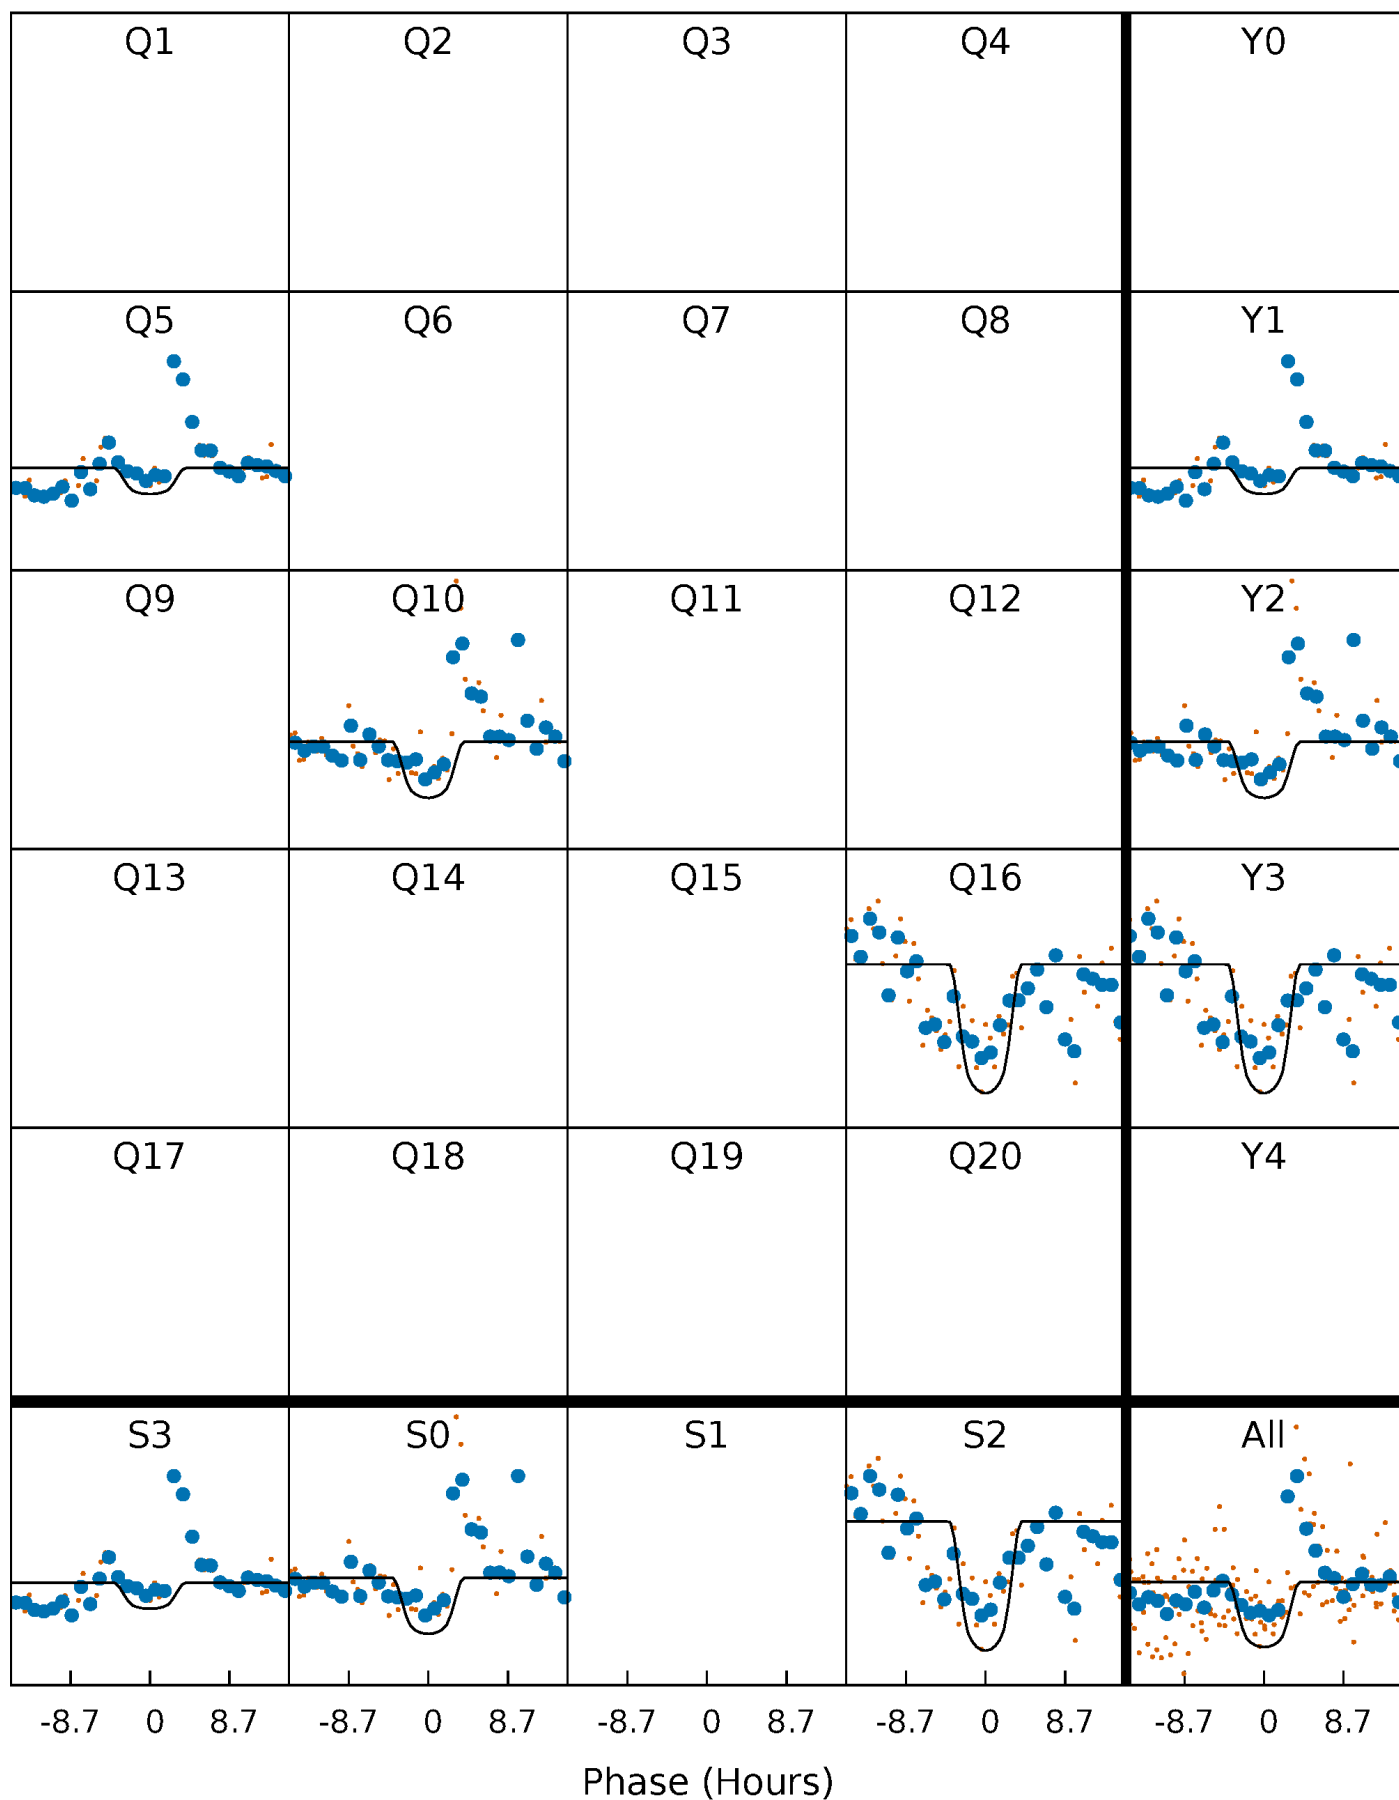 Q1 Q2 Q3 Q4 Y0
Q5 Q6 Q7 Q8 Y1
Q9 Q10 Q11 Q12 Y2
Q13 Q14 Q15 Q16 Y3
Q17 Q18 Q19 Q20 Y4
S3 S0 S1 S2 All
-8.7 0 8.7 -8.7 0 8.7 -8.7 0 8.7 -8.7 0 8.7 -8.7 0 8.7
Phase (Hours)